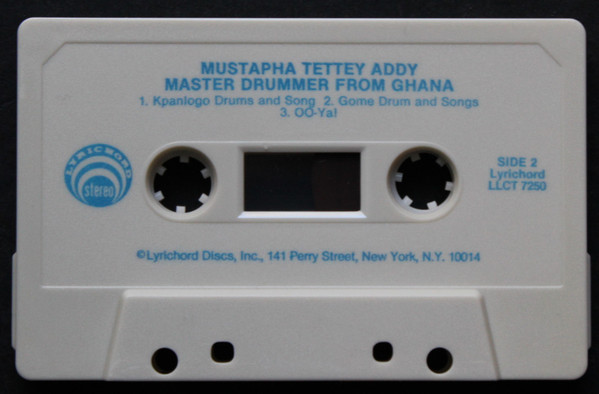 MUSTAPHA TETTEY ADDY
MASTER DRUMMER FROM GHANA
1. Kpanlogo Drums and Song 2. Gome Drum and Songs
3. OO-Ya!
LYRICHORD
stereo
SIDE 2
Lyrichord
LLCT 7250
©Lyrichord Discs, Inc., 141 Perry Street, New York, N.Y. 10014